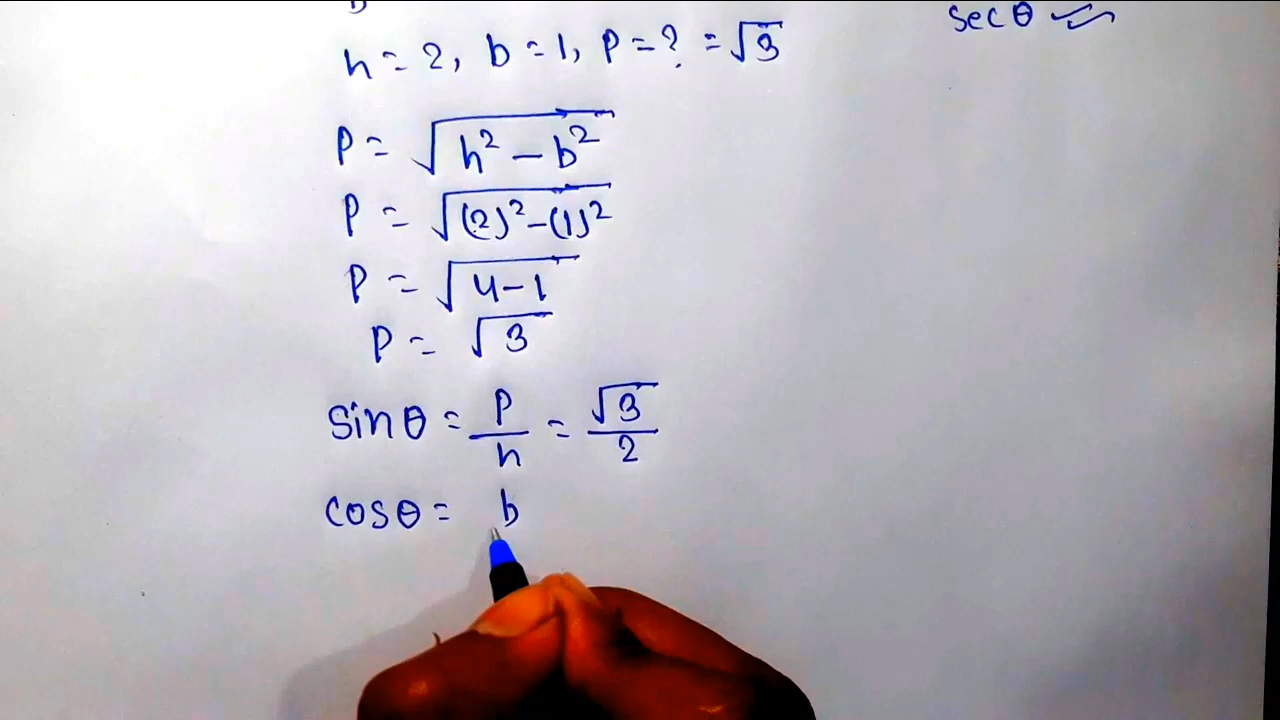 secθ
h = 2, b = 1, P = ? = √3
P = √h² - b²
P = √(2)² - (1)²
P = √4 - 1
P = √3
sinθ = P/h = √3/2
cosθ = b